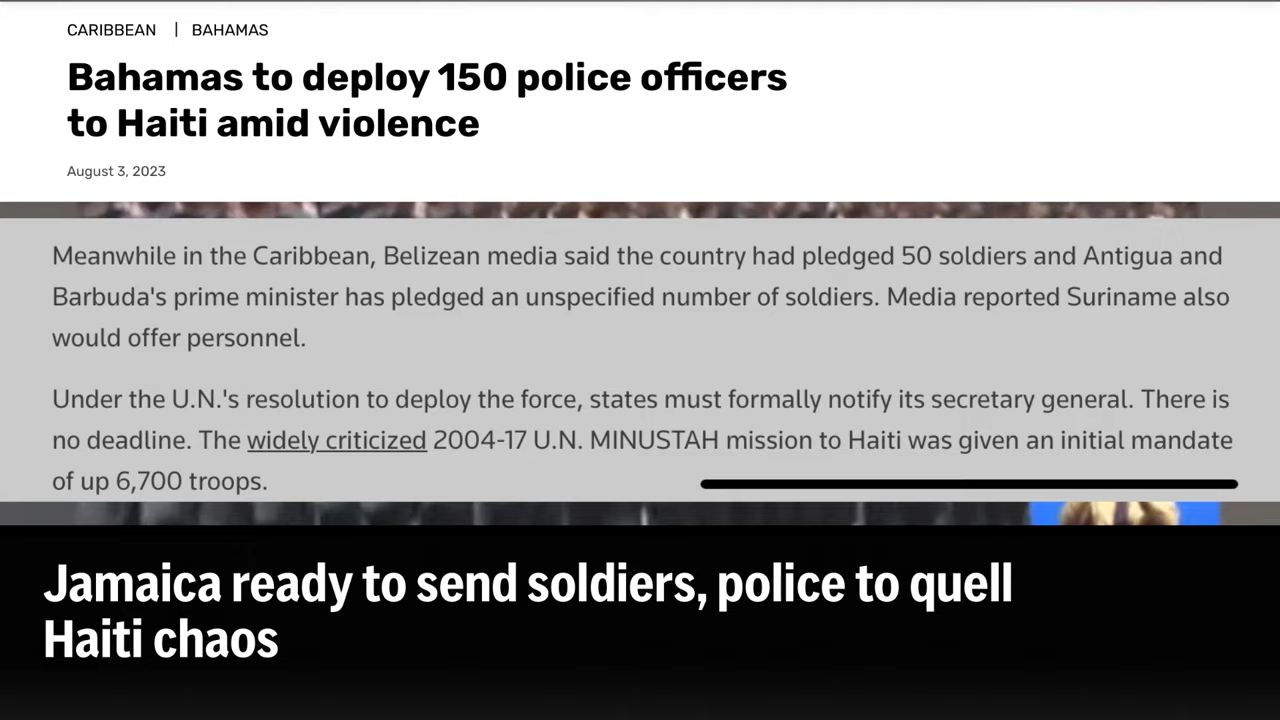 CARIBBEAN | BAHAMAS
Bahamas to deploy 150 police officers
to Haiti amid violence
August 3, 2023
Meanwhile in the Caribbean, Belizean media said the country had pledged 50 soldiers and Antigua and
Barbuda's prime minister has pledged an unspecified number of soldiers. Media reported Suriname also
would offer personnel.
Under the U.N.'s resolution to deploy the force, states must formally notify its secretary general. There is
no deadline. The widely criticized 2004-17 U.N. MINUSTAH mission to Haiti was given an initial mandate
of up 6,700 troops.
Jamaica ready to send soldiers, police to quell
Haiti chaos